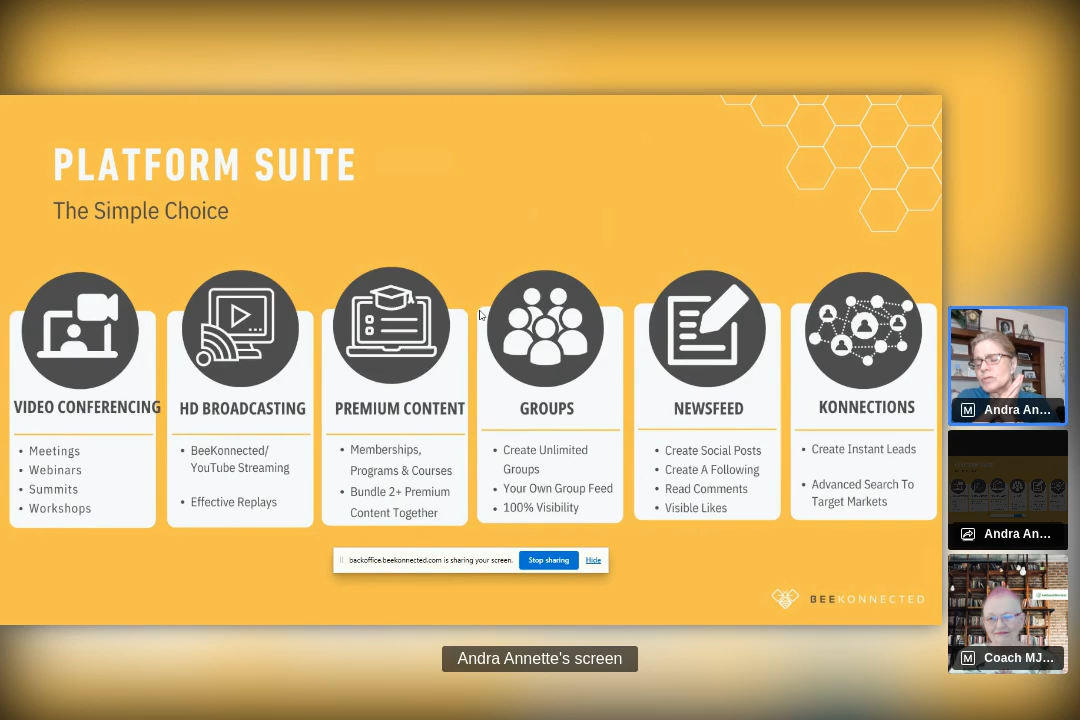 PLATFORM SUITE
The Simple Choice
VIDEO CONFERENCING
• Meetings
• Webinars
• Summits
• Workshops
HD BROADCASTING
• BeeKonnected/
YouTube Streaming
• Effective Replays
PREMIUM CONTENT
• Memberships,
Programs & Courses
• Bundle 2+ Premium
Content Together
GROUPS
• Create Unlimited
Groups
• Your Own Group Feed
• 100% Visibility
NEWSFEED
• Create Social Posts
• Create A Following
• Read Comments
• Visible Likes
KONNECTIONS
• Create Instant Leads
• Advanced Search To
Target Markets
backoffice.beekonnected.com is sharing your screen.
Stop sharing
Hide
BEEKONNECTED
Andra Annette's screen
M Andra An...
Andra An...
M Coach MJ...